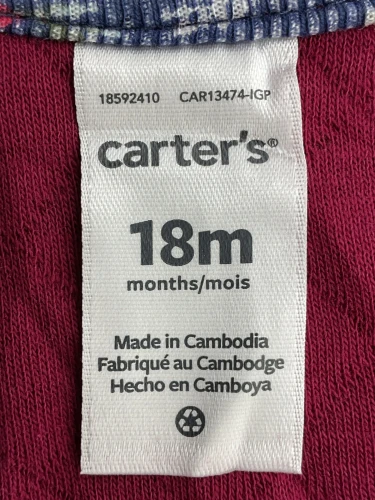 18592410 CAR13474-IGP
carter's®
18m
months/mois
Made in Cambodia
Fabriqué au Cambodge
Hecho en Camboya